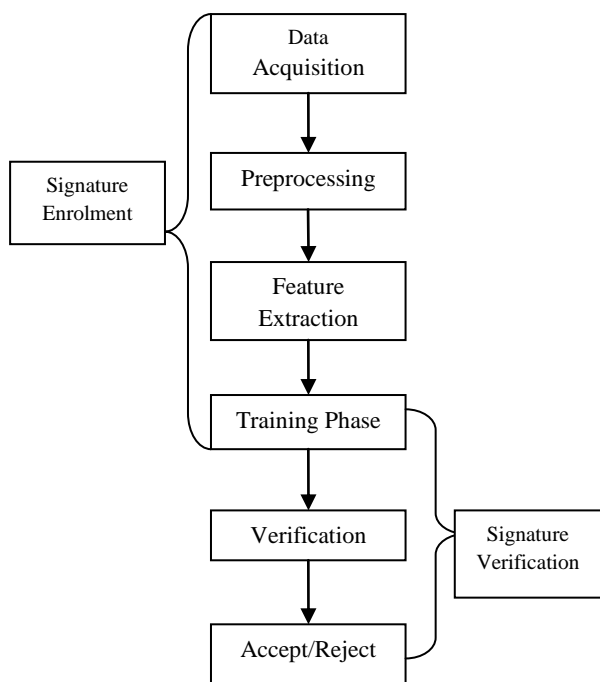 Data
Acquisition
Preprocessing
Signature
Enrolment
Feature
Extraction
Training Phase
Verification
Signature
Verification
Accept/Reject